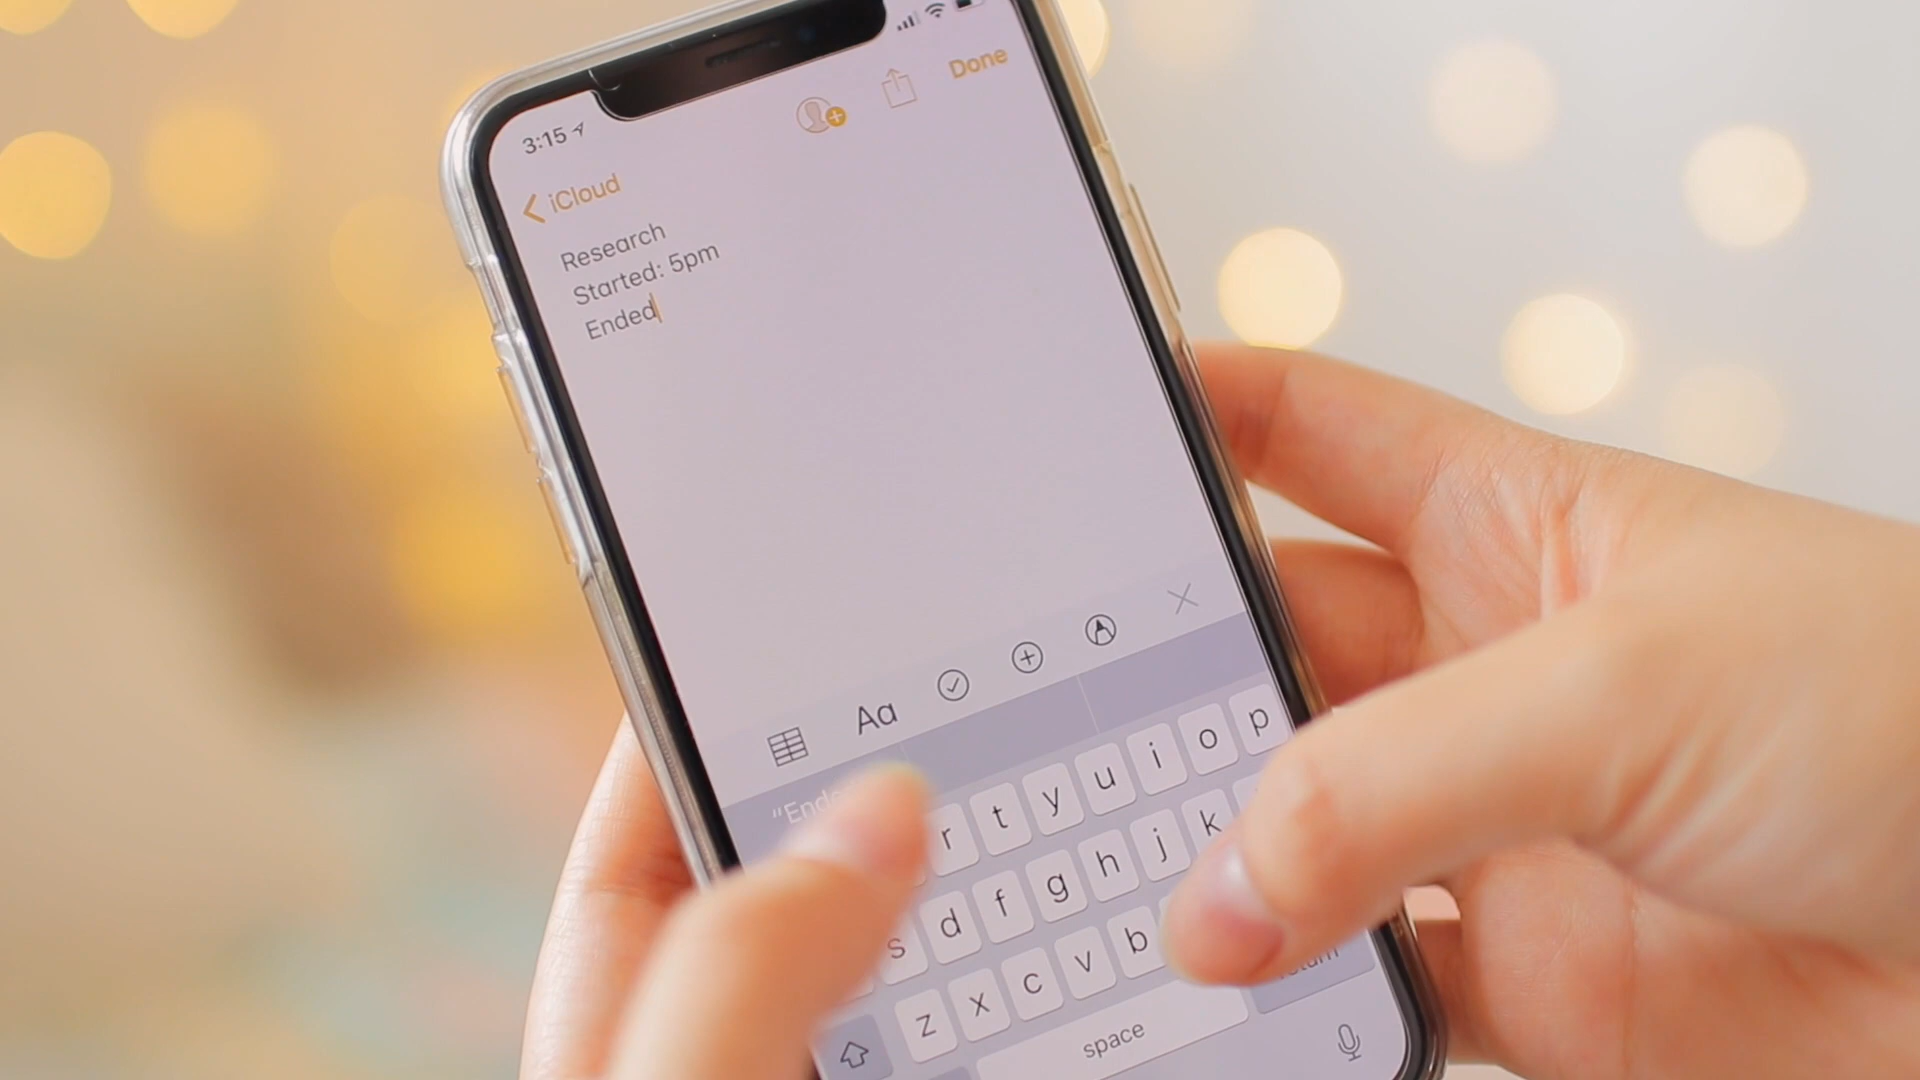 3:15
Done
iCloud
Research
Started: 5pm
Ended
Aa
r t y u i o p
s d f g h j k
z x c v b
space